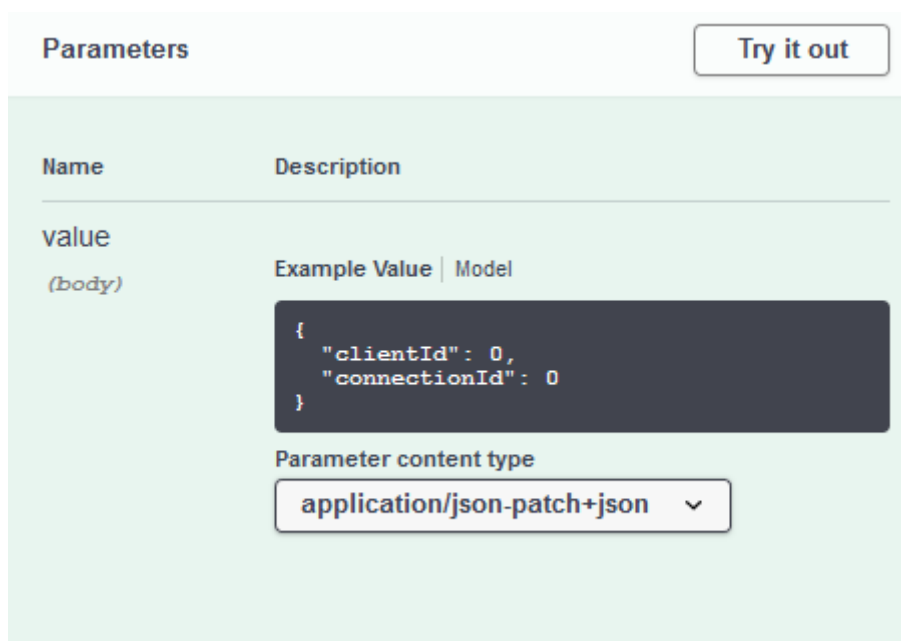 Parameters
Try it out
Name
Description
value
(body)
Example Value | Model
{
  "clientId": 0,
  "connectionId": 0
}
Parameter content type
application/json-patch+json